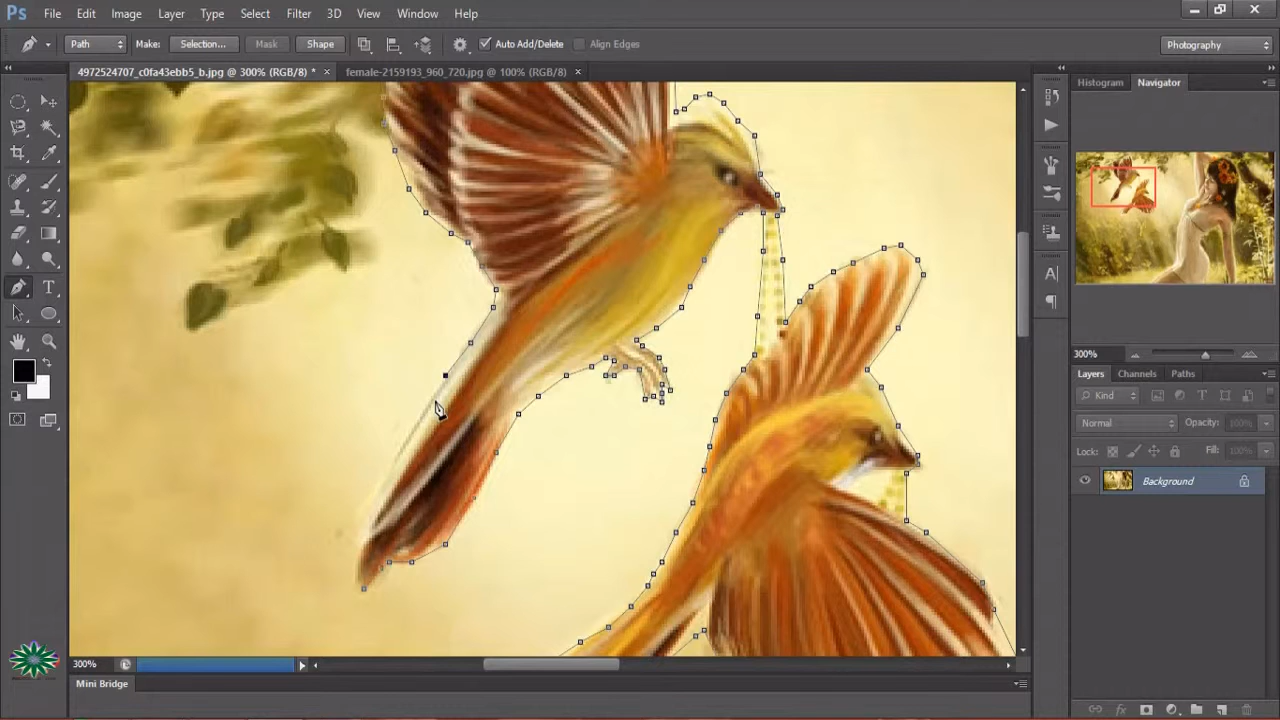 Ps File Edit Image Layer Type Select Filter 3D View Window Help
Path Make: Selection... Mask Shape Auto Add/Delete Align Edges Photography
4972524707_c0fa43ebb5_b.jpg @ 300% (RGB/8) * × female-2159193_960_720.jpg @ 100% (RGB/8) ×
Histogram Navigator
300%
Layers Channels Paths
Kind
Normal Opacity: 100%
Lock: Fill: 100%
Background
300%
Mini Bridge